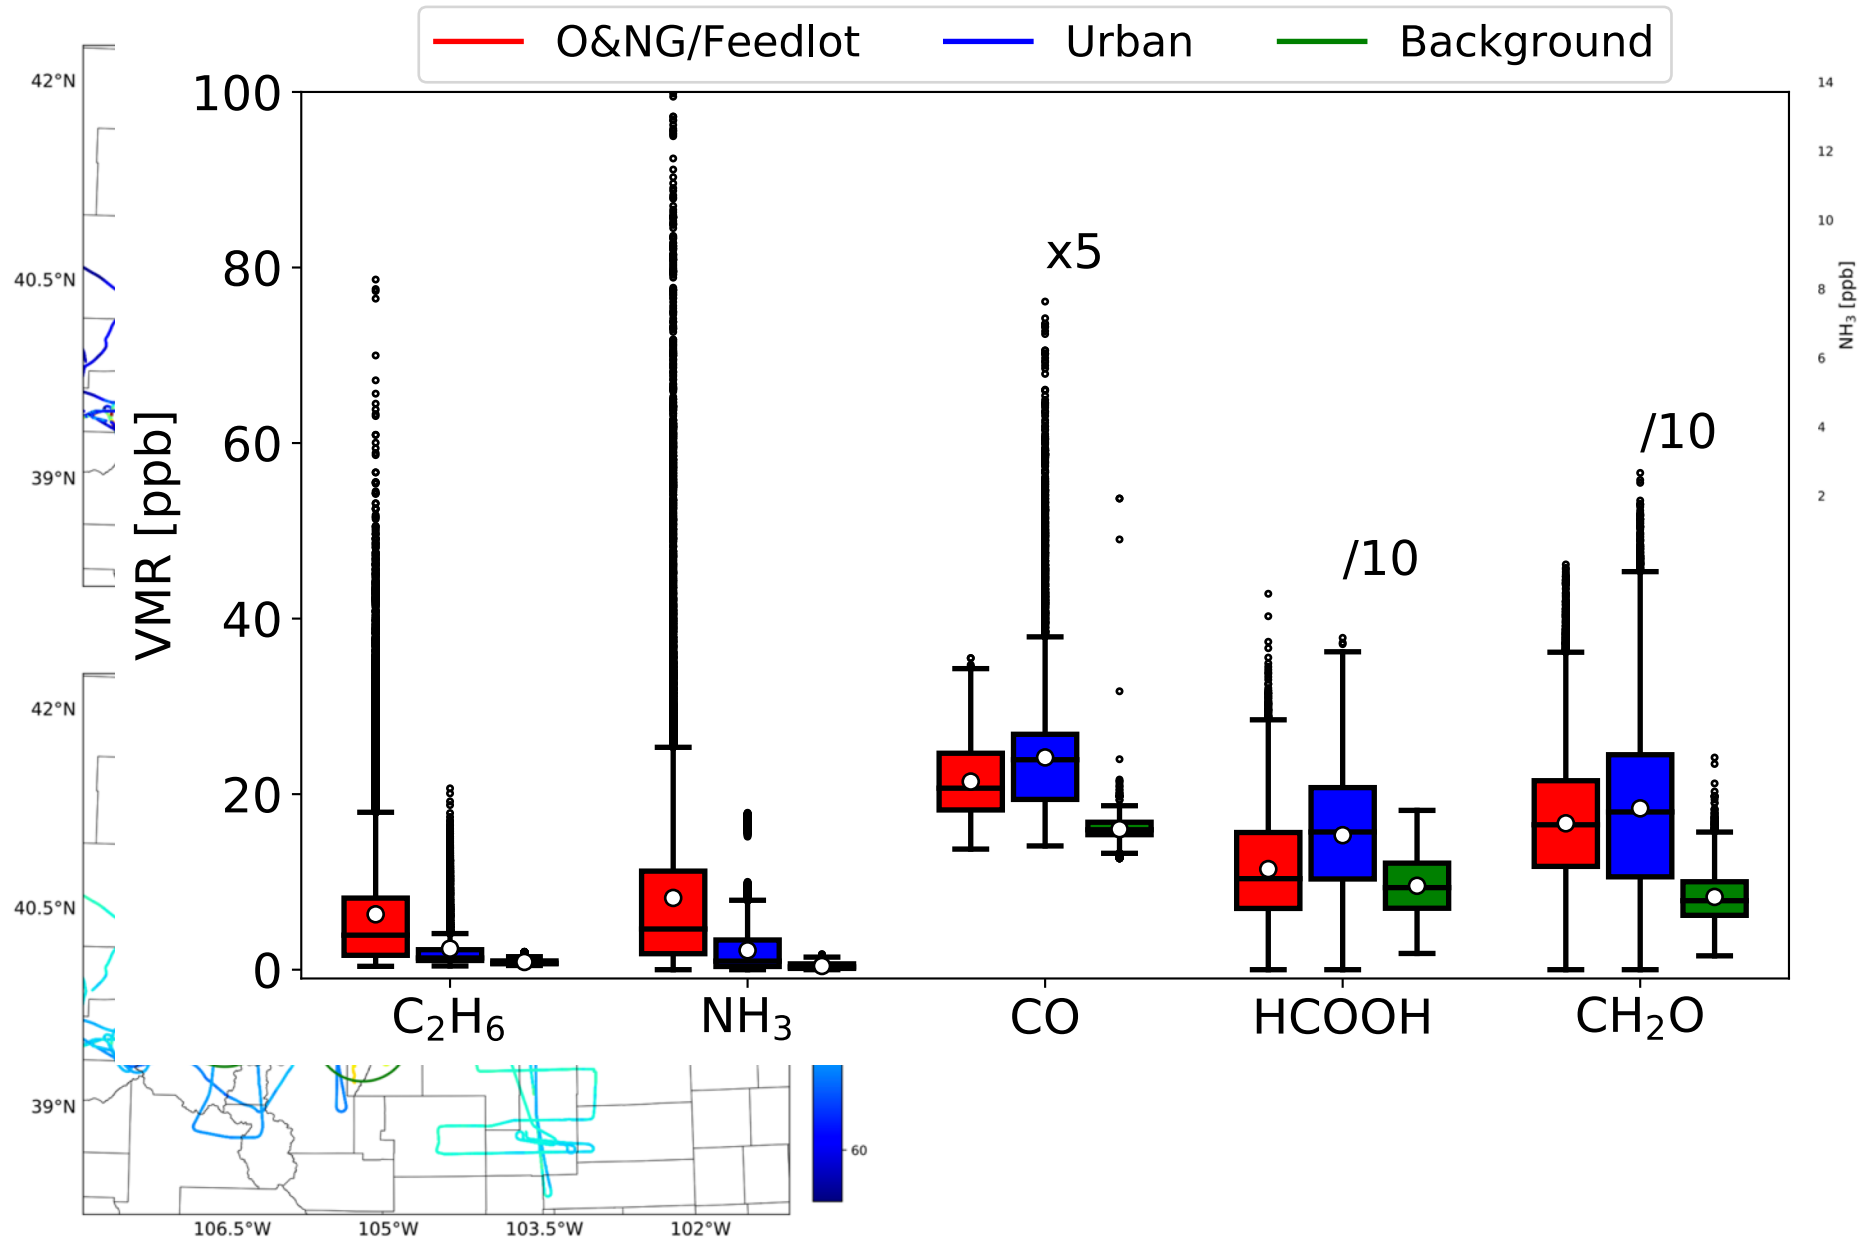 O&NG/Feedlot Urban Background
100
80
60
40
20
0
VMR [ppb]
x5
/10
/10
C₂H₆ NH₃ CO HCOOH CH₂O
42°N
40.5°N
39°N
42°N
40.5°N
39°N
14
12
10
8
6
4
2
NH₃ [ppb]
60
106.5°W 105°W 103.5°W 102°W